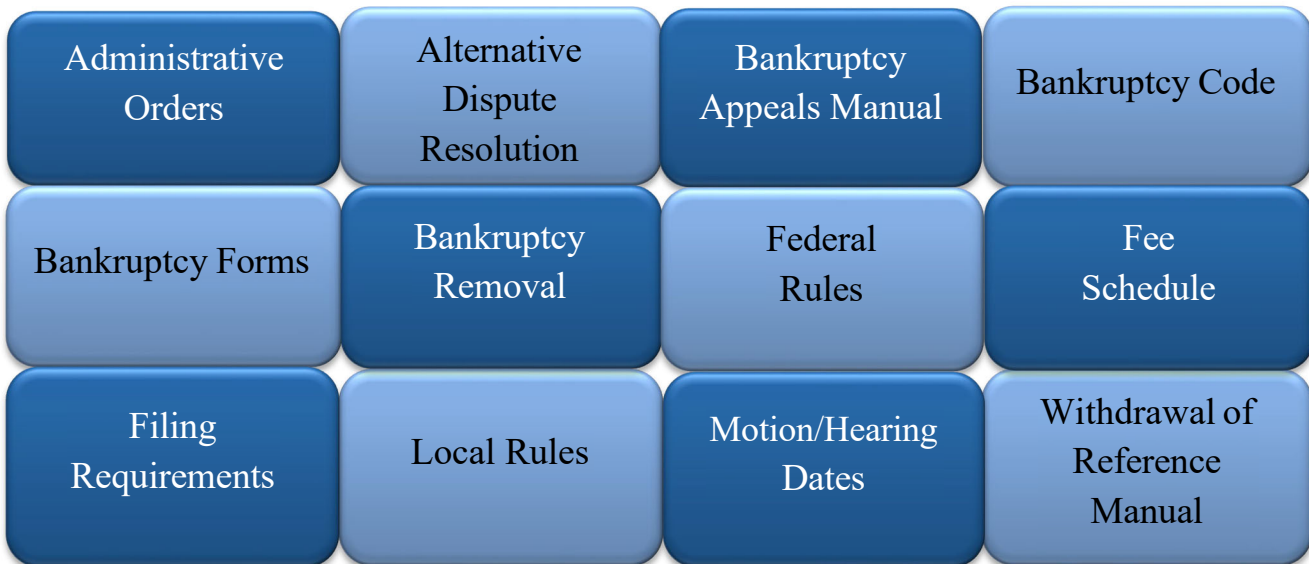 Administrative
Orders
Alternative
Dispute
Resolution
Bankruptcy
Appeals Manual
Bankruptcy Code
Bankruptcy Forms
Bankruptcy
Removal
Federal
Rules
Fee
Schedule
Filing
Requirements
Local Rules
Motion/Hearing
Dates
Withdrawal of
Reference
Manual